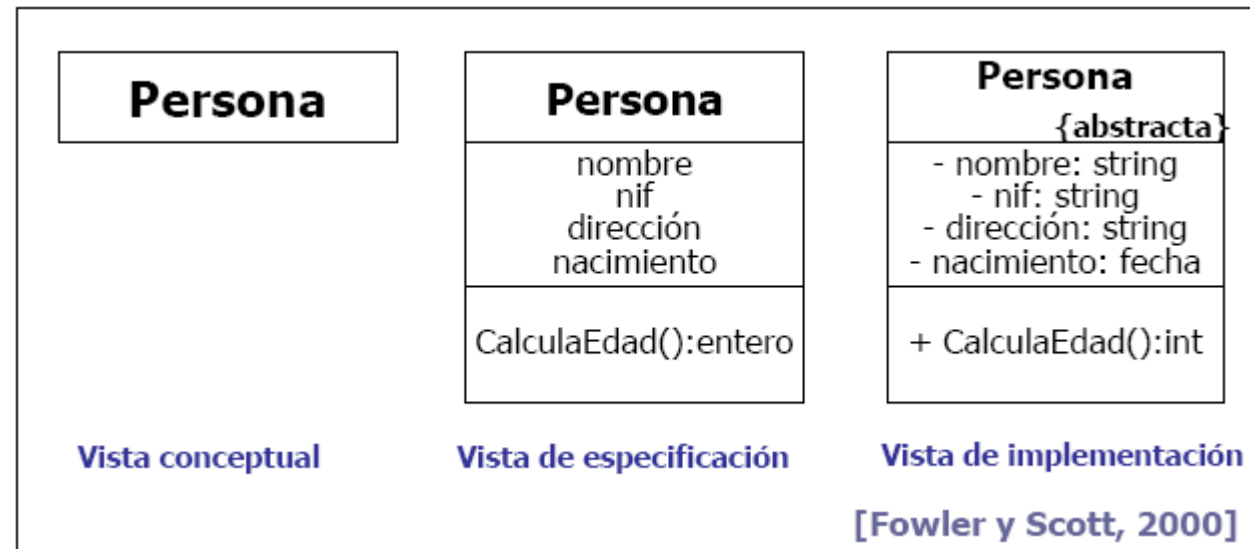 Persona
Persona
nombre
nif
dirección
nacimiento
CalculaEdad():entero
Persona
{abstracta}
- nombre: string
- nif: string
- dirección: string
- nacimiento: fecha
+ CalculaEdad():int
Vista conceptual
Vista de especificación
Vista de implementación
[Fowler y Scott, 2000]